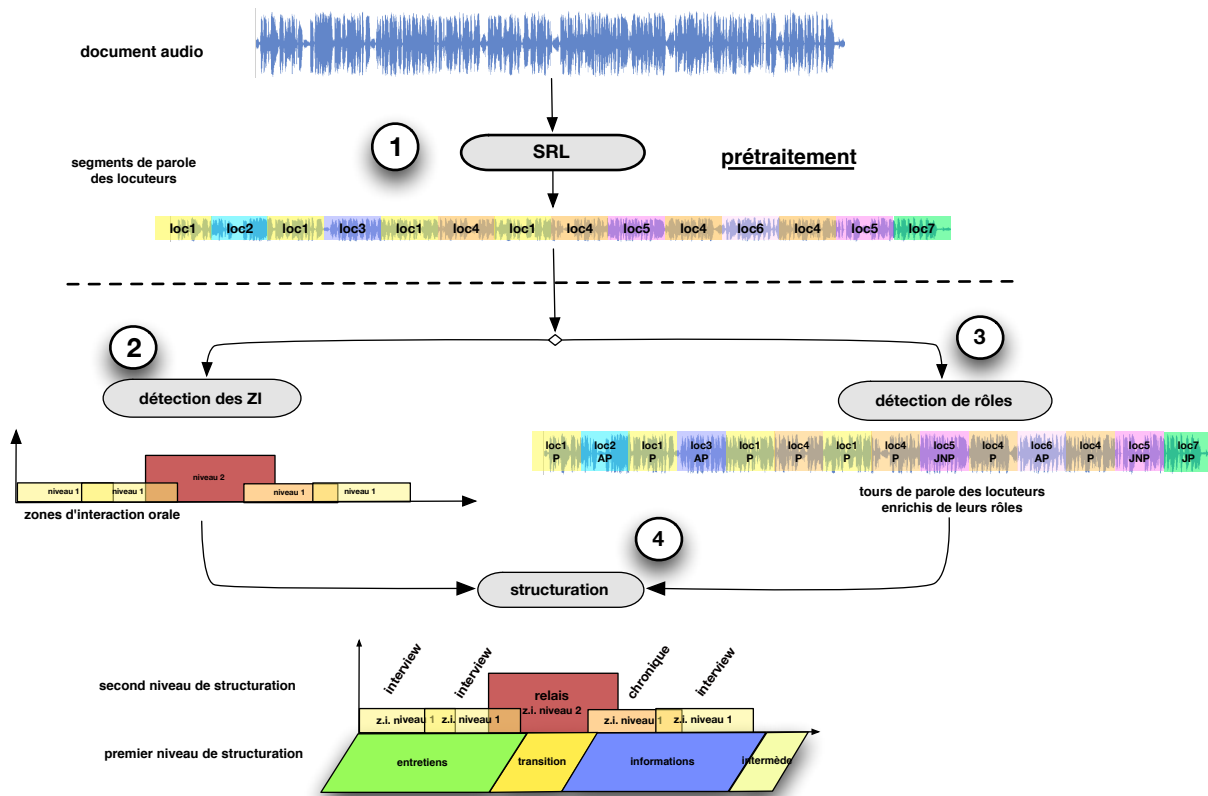 document audio
1
SRL
prétraitement
segments de parole
des locuteurs
loc1 loc2 loc1 loc3 loc1 loc4 loc1 loc4 loc5 loc4 loc6 loc4 loc5 loc7
2
3
détection des ZI
détection de rôles
loc1 loc2 loc1 loc3 loc1 loc4 loc1 loc4 loc5 loc4 loc6 loc4 loc5 loc7
P AP P AP P P P P JNP P AP P JNP JP
niveau 2
niveau 1 niveau 1 niveau 1 niveau 1
zones d'interaction orale
tours de parole des locuteurs
enrichis de leurs rôles
4
structuration
interview interview chronique interview
second niveau de structuration
relais
z.i. niveau 2
z.i. niveau 1 z.i. niveau 1 z.i. niveau 1 z.i. niveau 1
premier niveau de structuration
entretiens transition informations intermède